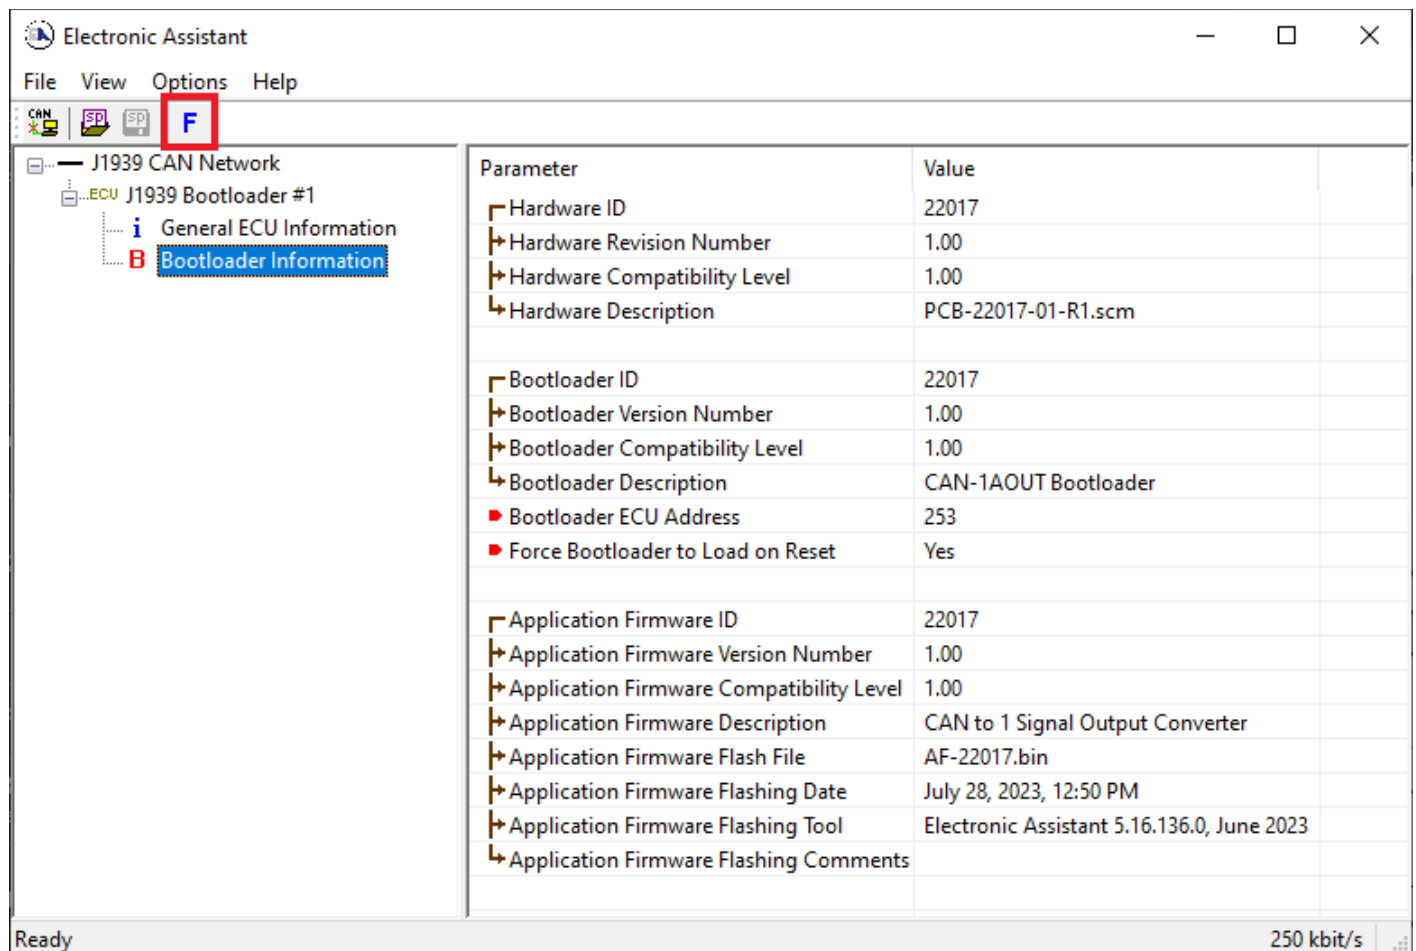 Electronic Assistant
File View Options Help
CAN SP SP F
J1939 CAN Network
ECU J1939 Bootloader #1
i General ECU Information
B Bootloader Information
Parameter Value
Hardware ID 22017
Hardware Revision Number 1.00
Hardware Compatibility Level 1.00
Hardware Description PCB-22017-01-R1.scm
Bootloader ID 22017
Bootloader Version Number 1.00
Bootloader Compatibility Level 1.00
Bootloader Description CAN-1AOUT Bootloader
Bootloader ECU Address 253
Force Bootloader to Load on Reset Yes
Application Firmware ID 22017
Application Firmware Version Number 1.00
Application Firmware Compatibility Level 1.00
Application Firmware Description CAN to 1 Signal Output Converter
Application Firmware Flash File AF-22017.bin
Application Firmware Flashing Date July 28, 2023, 12:50 PM
Application Firmware Flashing Tool Electronic Assistant 5.16.136.0, June 2023
Application Firmware Flashing Comments
Ready 250 kbit/s